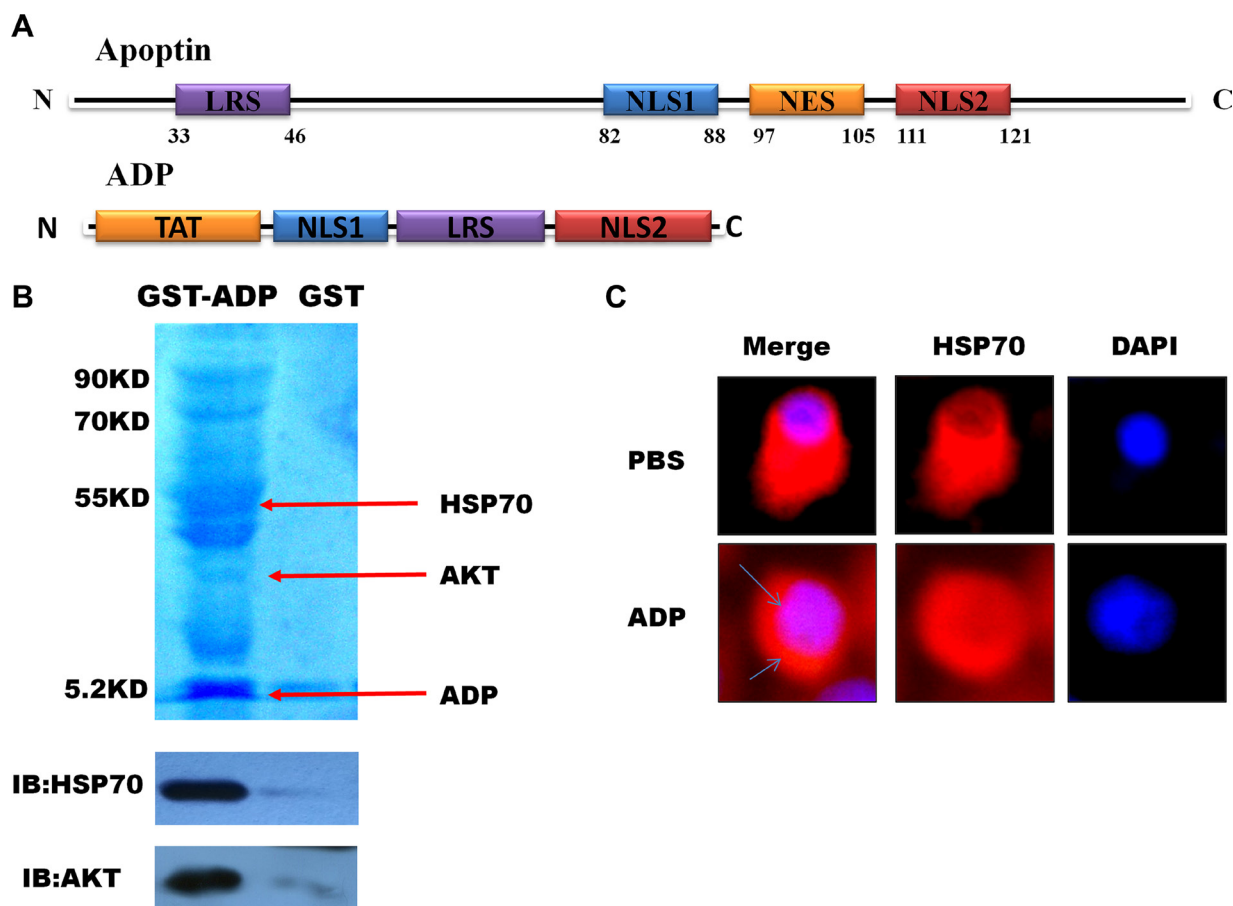 A
Apoptin
N LRS NLS1 NES NLS2 C
33 46 82 88 97 105 111 121
ADP
N TAT NLS1 LRS NLS2 C
B
GST-ADP GST
90KD
70KD
55KD
HSP70
AKT
5.2KD
ADP
IB:HSP70
IB:AKT
C
Merge HSP70 DAPI
PBS
ADP